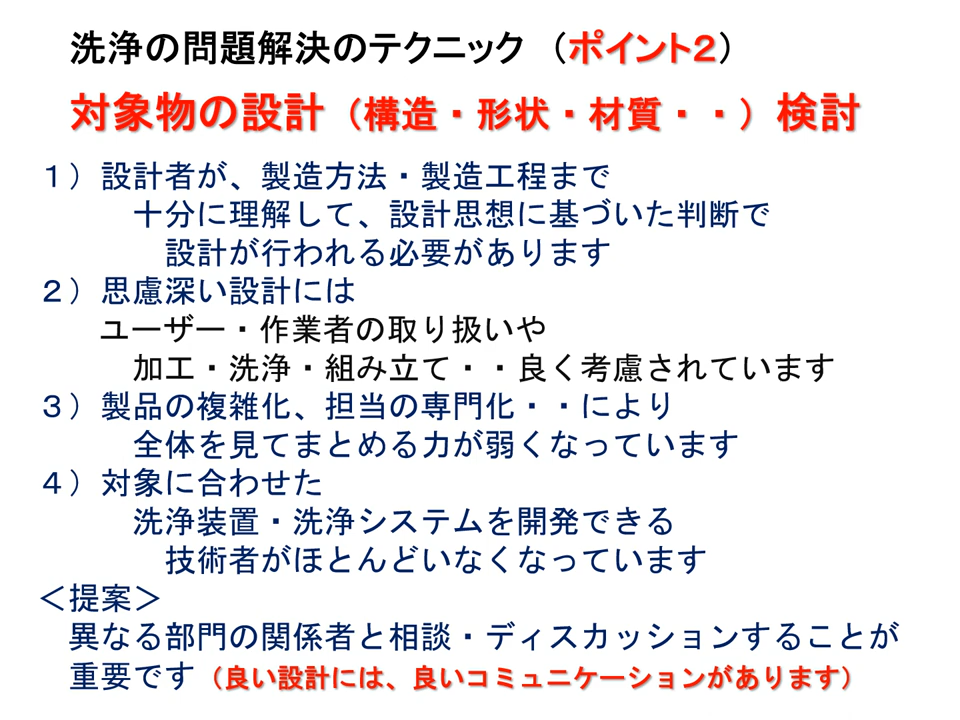 洗浄の問題解決のテクニック （ポイント２）
対象物の設計（構造・形状・材質・・）検討
１）設計者が、製造方法・製造工程まで
十分に理解して、設計思想に基づいた判断で
設計が行われる必要があります
２）思慮深い設計には
ユーザー・作業者の取り扱いや
加工・洗浄・組み立て・・良く考慮されています
３）製品の複雑化、担当の専門化・・により
全体を見てまとめる力が弱くなっています
４）対象に合わせた
洗浄装置・洗浄システムを開発できる
技術者がほとんどいなくなっています
＜提案＞
異なる部門の関係者と相談・ディスカッションすることが
重要です（良い設計には、良いコミュニケーションがあります）